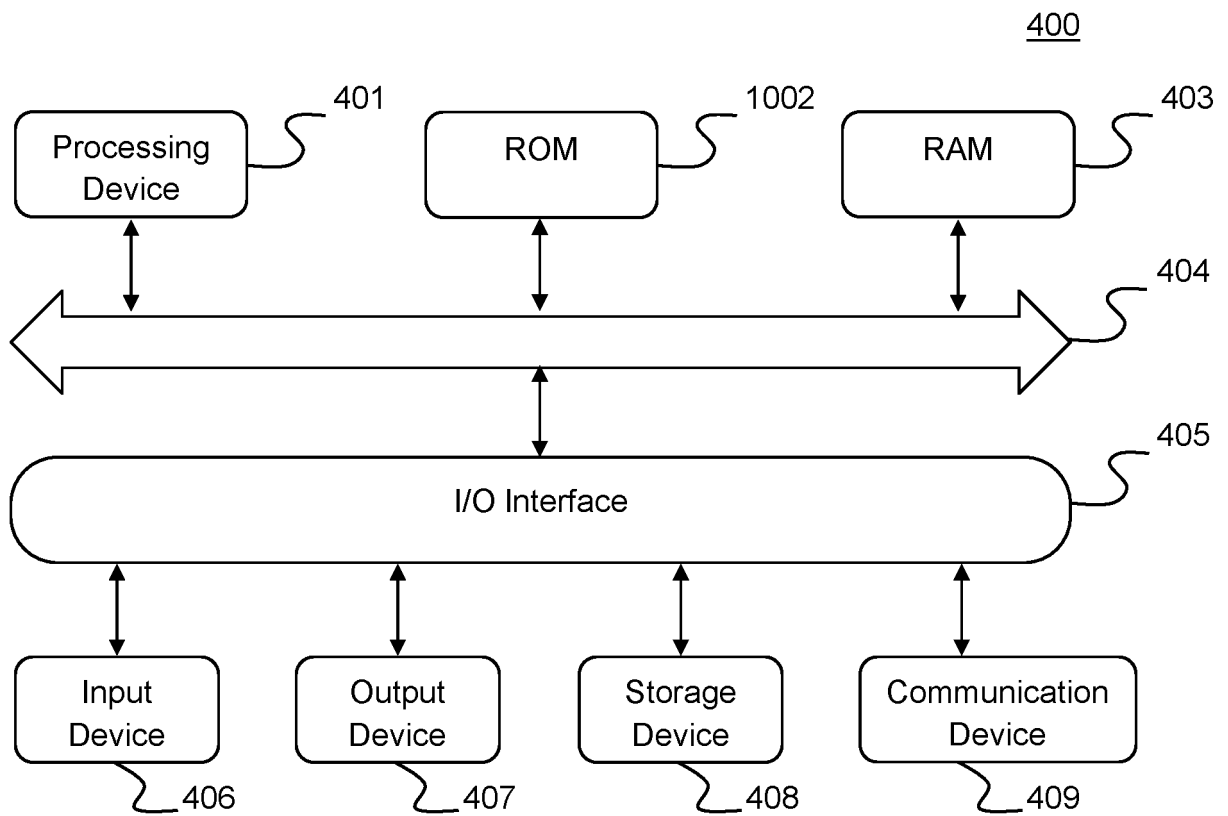 400
401
1002
403
Processing
Device
ROM
RAM
404
405
I/O Interface
Input
Device
Output
Device
Storage
Device
Communication
Device
406
407
408
409